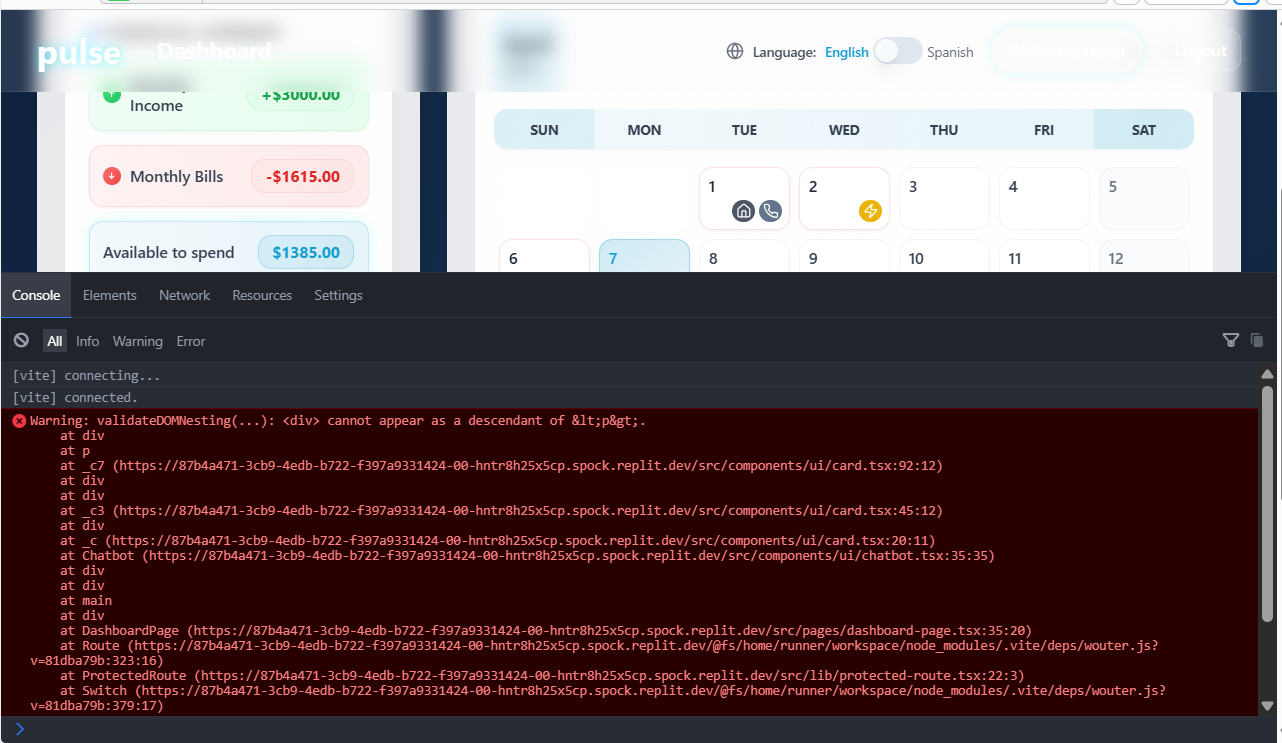 pulse Dashboard Language: English Spanish Logout
Income +$3000.00
Monthly Bills -$1615.00
Available to spend $1385.00
SUN MON TUE WED THU FRI SAT
1 2 3 4 5
6 7 8 9 10 11 12
Console Elements Network Resources Settings
All Info Warning Error
[vite] connecting...
[vite] connected.
Warning: validateDOMNesting(...): <div> cannot appear as a descendant of &lt;p&gt;.
at div
at p
at _c7 (https://87b4a471-3cb9-4edb-b722-f397a9331424-00-hntr8h25x5cp.spock.replit.dev/src/components/ui/card.tsx:92:12)
at div
at div
at _c3 (https://87b4a471-3cb9-4edb-b722-f397a9331424-00-hntr8h25x5cp.spock.replit.dev/src/components/ui/card.tsx:45:12)
at div
at _c (https://87b4a471-3cb9-4edb-b722-f397a9331424-00-hntr8h25x5cp.spock.replit.dev/src/components/ui/card.tsx:20:11)
at Chatbot (https://87b4a471-3cb9-4edb-b722-f397a9331424-00-hntr8h25x5cp.spock.replit.dev/src/components/ui/chatbot.tsx:35:35)
at div
at div
at main
at div
at DashboardPage (https://87b4a471-3cb9-4edb-b722-f397a9331424-00-hntr8h25x5cp.spock.replit.dev/src/pages/dashboard-page.tsx:35:20)
at Route (https://87b4a471-3cb9-4edb-b722-f397a9331424-00-hntr8h25x5cp.spock.replit.dev/@fs/home/runner/workspace/node_modules/.vite/deps/wouter.js?
v=81dba79b:323:16)
at ProtectedRoute (https://87b4a471-3cb9-4edb-b722-f397a9331424-00-hntr8h25x5cp.spock.replit.dev/src/lib/protected-route.tsx:22:3)
at Switch (https://87b4a471-3cb9-4edb-b722-f397a9331424-00-hntr8h25x5cp.spock.replit.dev/@fs/home/runner/workspace/node_modules/.vite/deps/wouter.js?
v=81dba79b:379:17)